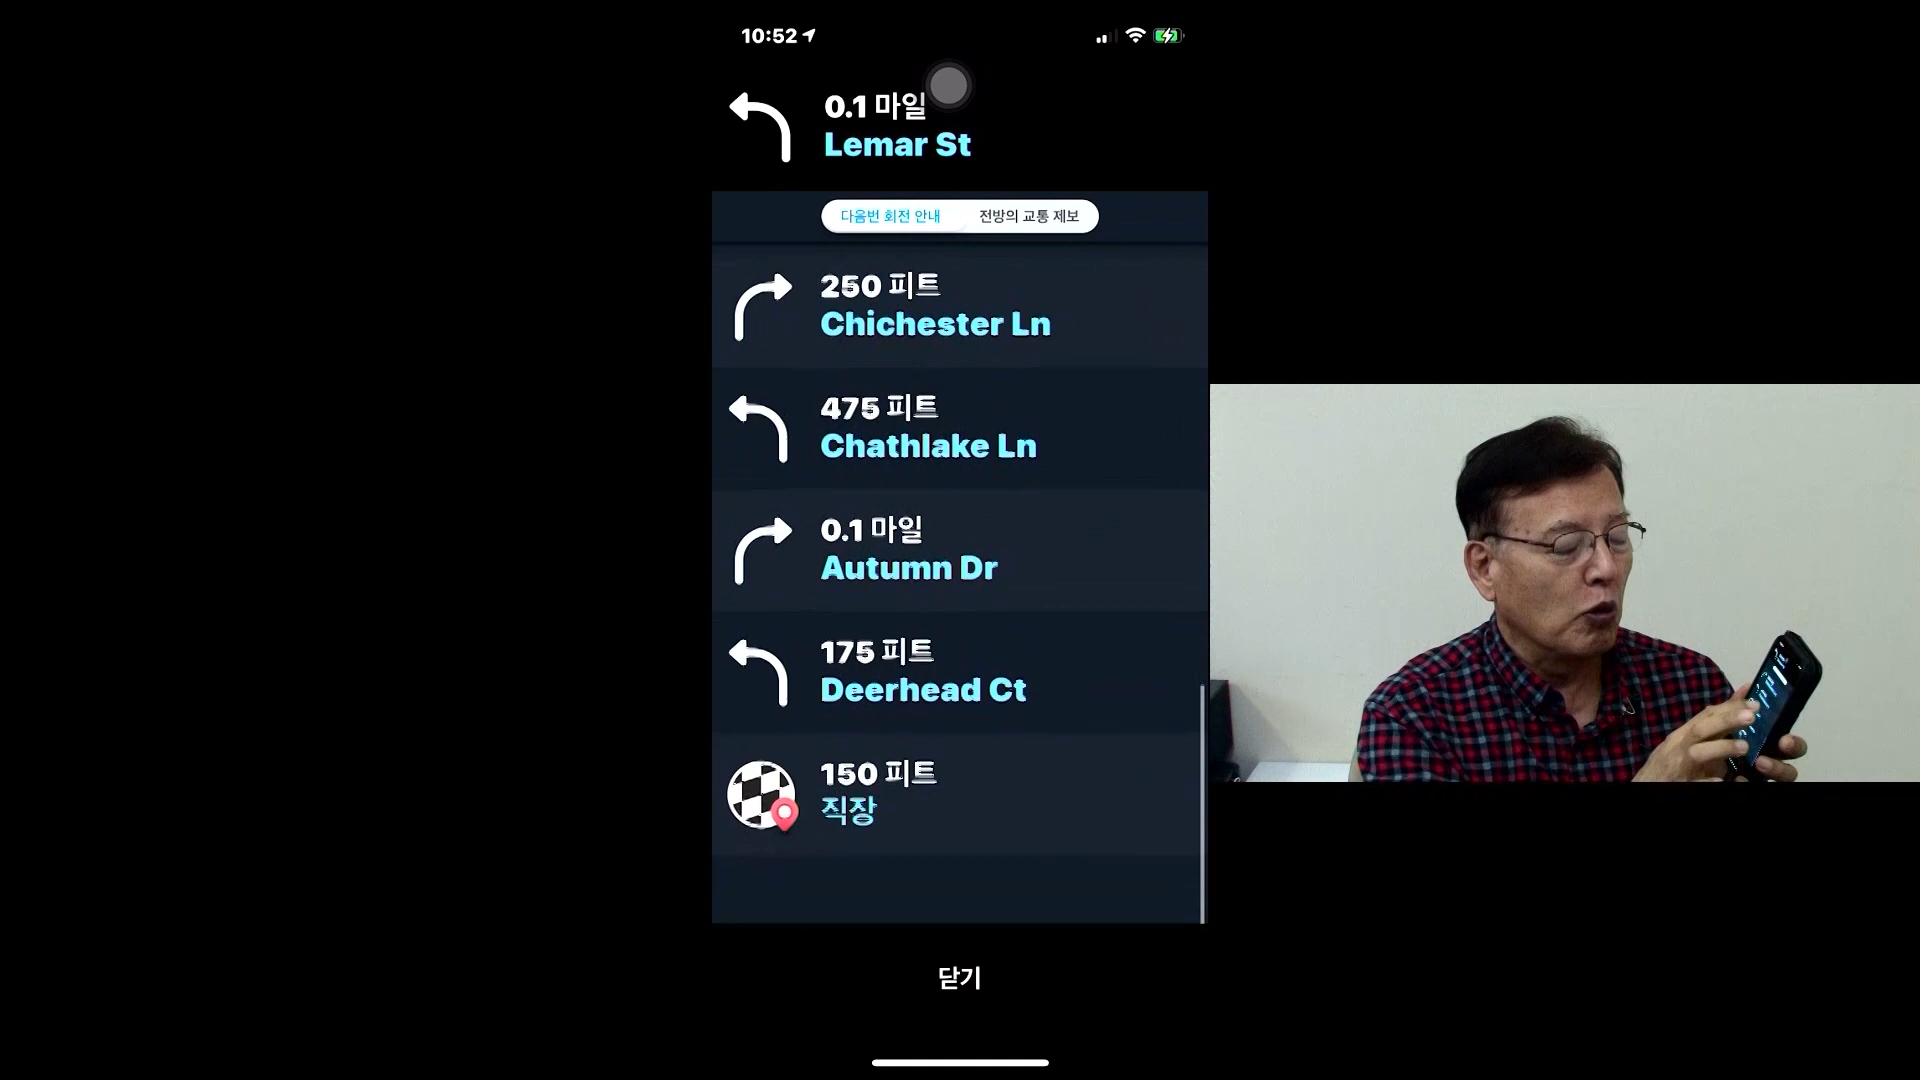 10:52
0.1 마일
Lemar St
다음번 회전 안내
전방의 교통 제보
250 피트
Chichester Ln
475 피트
Chathlake Ln
0.1 마일
Autumn Dr
175 피트
Deerhead Ct
150 피트
직장
닫기